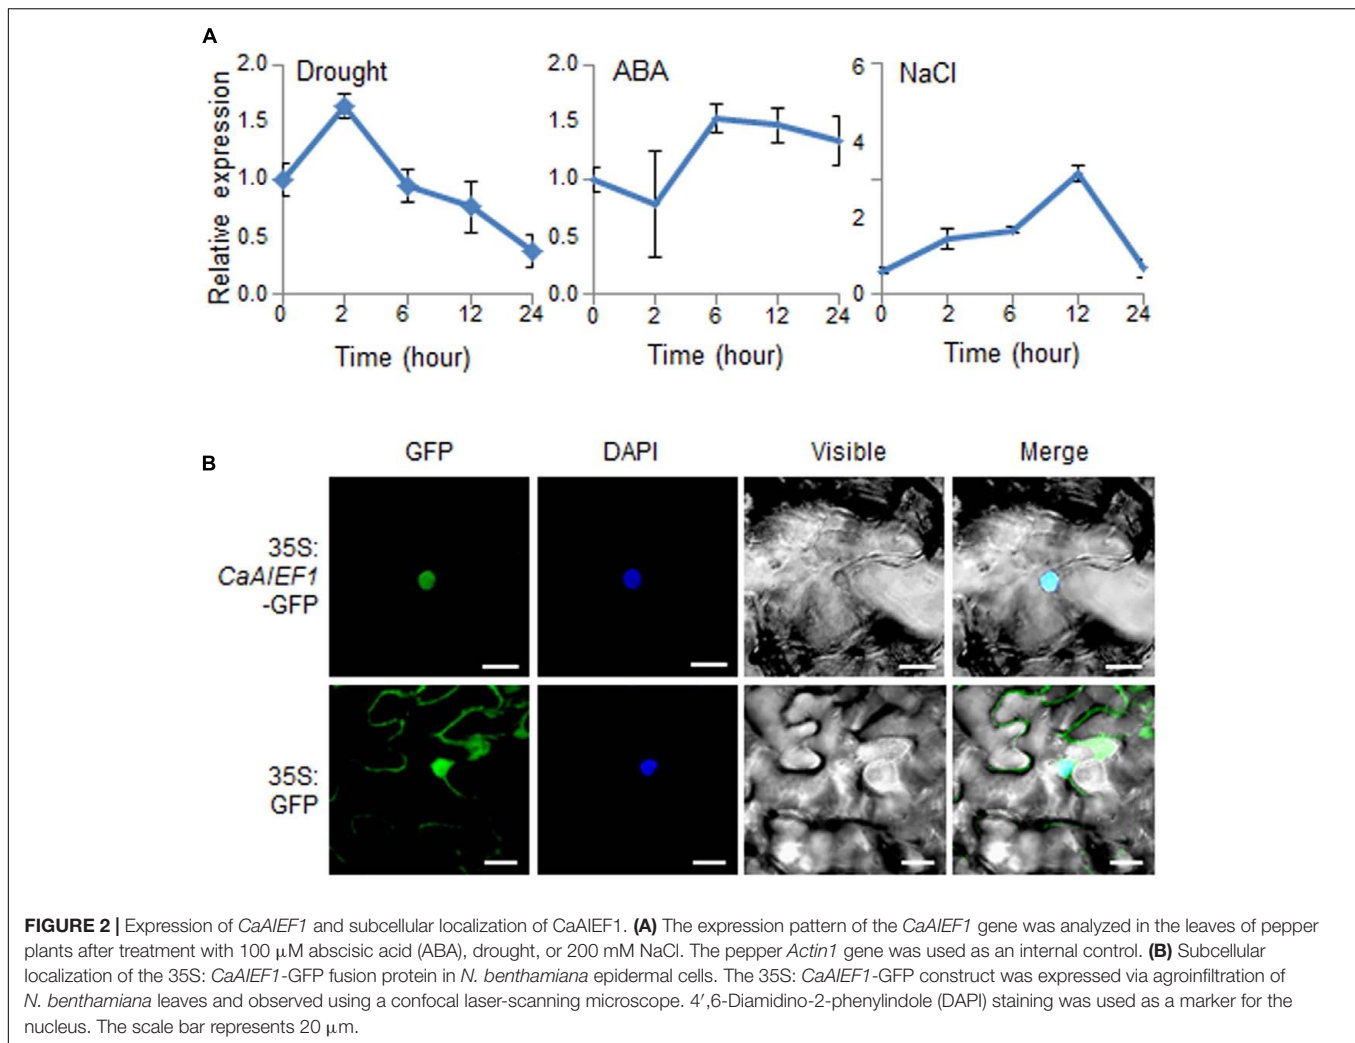 A
Relative expression
2.0
1.5
1.0
0.5
0.0
Drought
0 2 6 12 24
Time (hour)
2.0
1.5
1.0
0.5
0.0
ABA
0 2 6 12 24
Time (hour)
6
4
2
0
NaCl
0 2 6 12 24
Time (hour)
B
GFP DAPI Visible Merge
35S:
CaAIEF1
-GFP
35S:
GFP
FIGURE 2 | Expression of CaAIEF1 and subcellular localization of CaAIEF1. (A) The expression pattern of the CaAIEF1 gene was analyzed in the leaves of pepper
plants after treatment with 100 μM abscisic acid (ABA), drought, or 200 mM NaCl. The pepper Actin1 gene was used as an internal control. (B) Subcellular
localization of the 35S: CaAIEF1-GFP fusion protein in N. benthamiana epidermal cells. The 35S: CaAIEF1-GFP construct was expressed via agroinfiltration of
N. benthamiana leaves and observed using a confocal laser-scanning microscope. 4′,6-Diamidino-2-phenylindole (DAPI) staining was used as a marker for the
nucleus. The scale bar represents 20 μm.